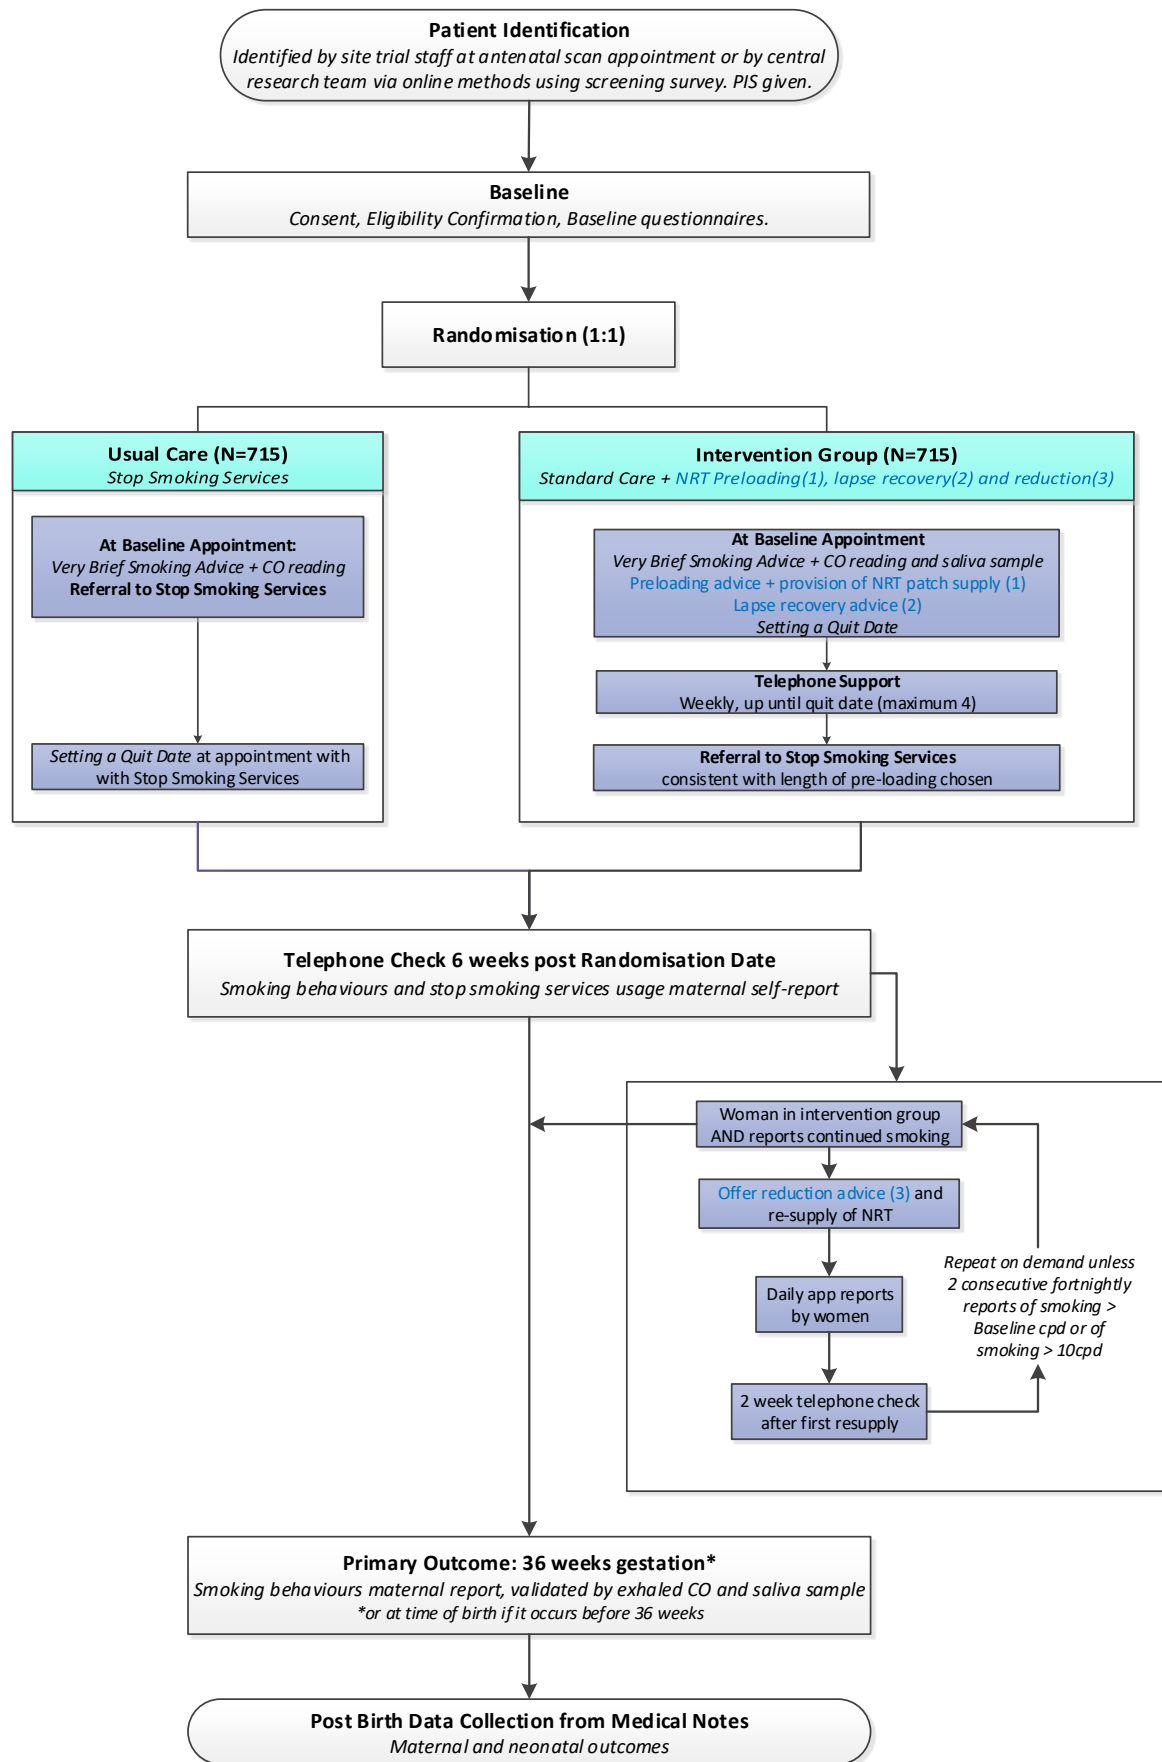 Patient Identification
Identified by site trial staff at antenatal scan appointment or by central
research team via online methods using screening survey. PIS given.
Baseline
Consent, Eligibility Confirmation, Baseline questionnaires.
Randomisation (1:1)
Usual Care (N=715)
Stop Smoking Services
At Baseline Appointment:
Very Brief Smoking Advice + CO reading
Referral to Stop Smoking Services
Setting a Quit Date at appointment with
with Stop Smoking Services
Intervention Group (N=715)
Standard Care + NRT Preloading(1), lapse recovery(2) and reduction(3)
At Baseline Appointment
Very Brief Smoking Advice + CO reading and saliva sample
Preloading advice + provision of NRT patch supply (1)
Lapse recovery advice (2)
Setting a Quit Date
Telephone Support
Weekly, up until quit date (maximum 4)
Referral to Stop Smoking Services
consistent with length of pre-loading chosen
Telephone Check 6 weeks post Randomisation Date
Smoking behaviours and stop smoking services usage maternal self-report
Woman in intervention group
AND reports continued smoking
Offer reduction advice (3) and
re-supply of NRT
Daily app reports
by women
2 week telephone check
after first resupply
Repeat on demand unless
2 consecutive fortnightly
reports of smoking >
Baseline cpd or of
smoking > 10cpd
Primary Outcome: 36 weeks gestation*
Smoking behaviours maternal report, validated by exhaled CO and saliva sample
*or at time of birth if it occurs before 36 weeks
Post Birth Data Collection from Medical Notes
Maternal and neonatal outcomes